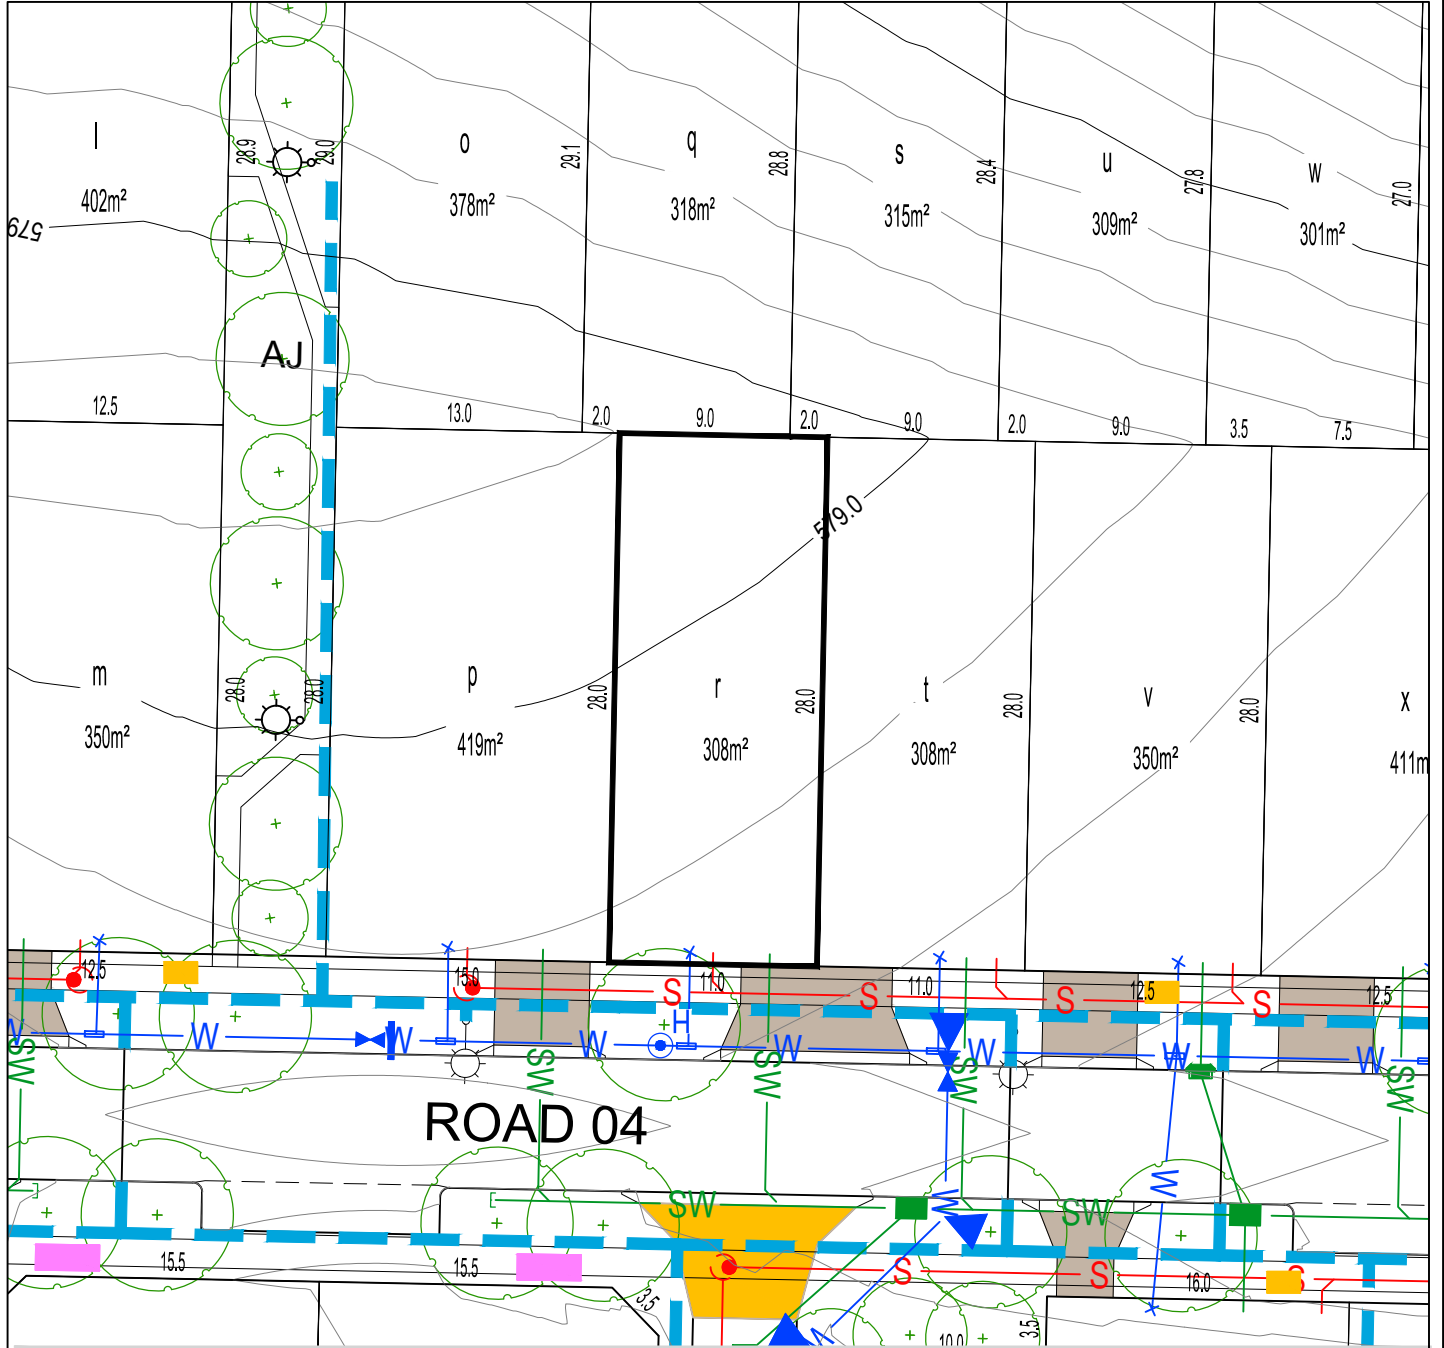 l
402m²
28.9
29.0
o
378m²
29.1
q
318m²
28.8
s
315m²
28.4
u
309m²
27.8
w
301m²
27.0
579
AJ
12.5
13.0
2.0
9.0
2.0
9.0
2.0
9.0
3.5
7.5
579.0
m
350m²
28.0
28.0
p
419m²
28.0
r
308m²
28.0
t
308m²
28.0
v
350m²
28.0
x
411m
12.5
15.0
S
11.0
S
11.0
S
12.5
S
12.5
W
W
W
W
H
W
W
W
W
SW
SW
SW
SW
SW
ROAD 04
SW
W
W
SW
15.5
15.5
S
S
16.0
S
3.5
10.0
3.5